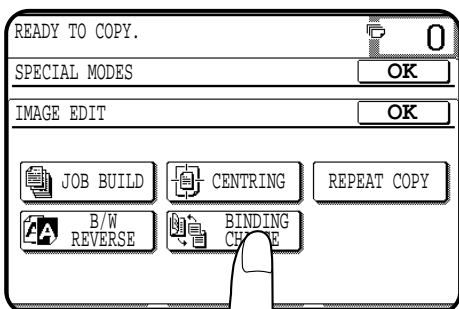 READY TO COPY.
0
SPECIAL MODES
OK
IMAGE EDIT
OK
JOB BUILD
CENTRING
REPEAT COPY
B/W
REVERSE
BINDING